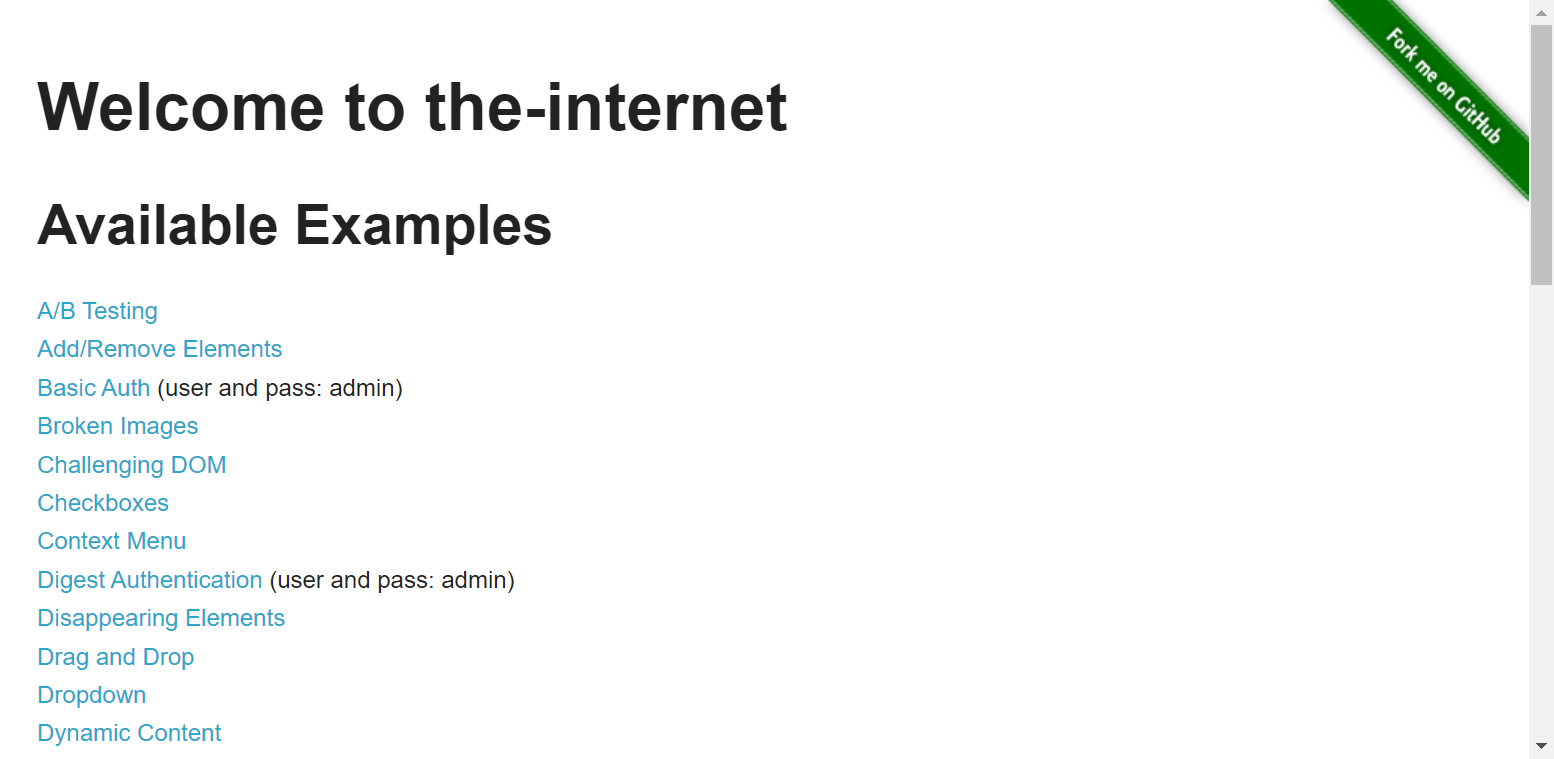 Fork me on GitHub
Welcome to the-internet
Available Examples
A/B Testing
Add/Remove Elements
Basic Auth (user and pass: admin)
Broken Images
Challenging DOM
Checkboxes
Context Menu
Digest Authentication (user and pass: admin)
Disappearing Elements
Drag and Drop
Dropdown
Dynamic Content